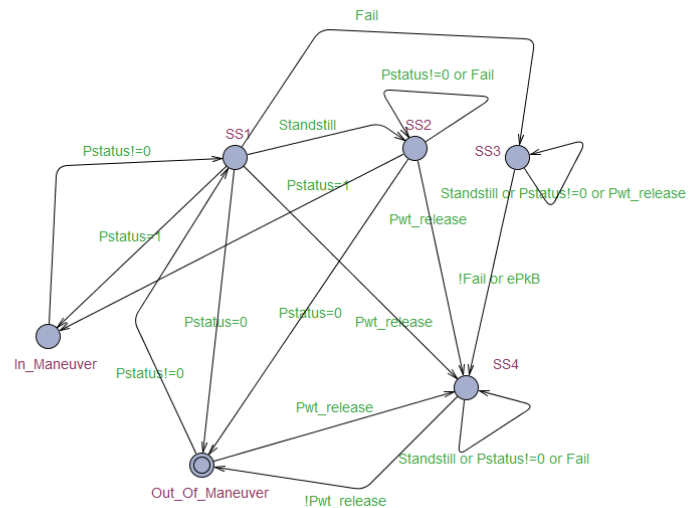 Fail
Pstatus!=0 or Fail
SS1
Standstill
SS2
Pstatus!=0
SS3
Pstatus=1
Standstill or Pstatus!=0 or Pwt_release
Pwt_release
Pstatus=1
!Fail or ePkB
Pstatus=0
Pstatus=0
Pwt_release
In_Maneuver
SS4
Pstatus!=0
Pwt_release
Standstill or Pstatus!=0 or Fail
Out_Of_Maneuver
!Pwt_release